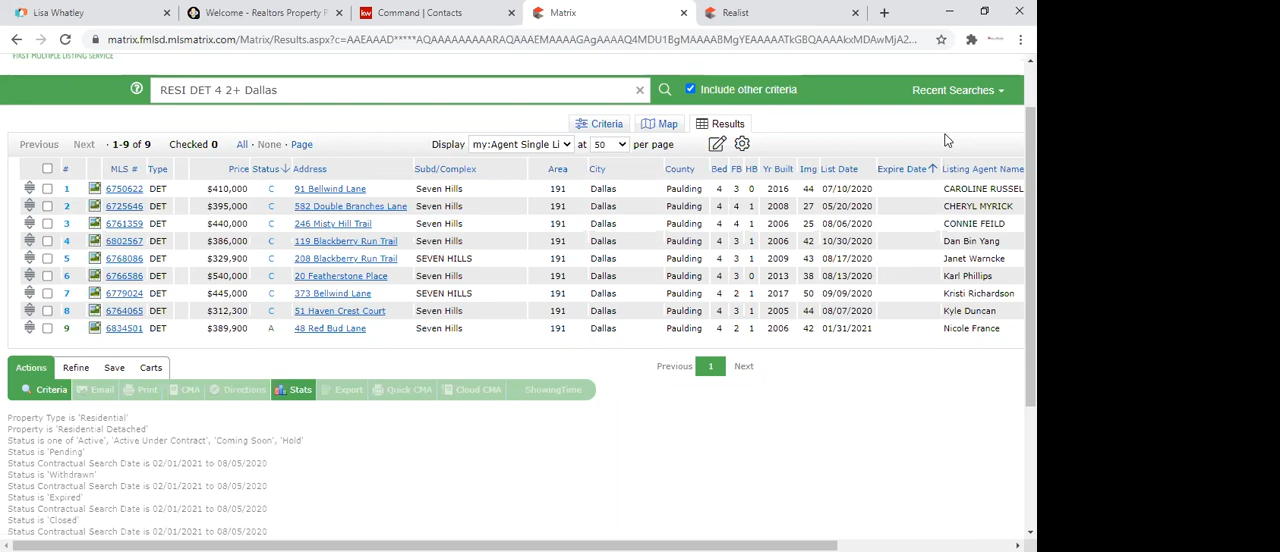 Lisa Whatley
Welcome - Realtors Property F
Command | Contacts
Matrix
Realist
matrix.fmlsd.mlsmatrix.com/Matrix/Results.aspx?c=
FIRST MULTIPLE LISTING SERVICE
RESI DET 4 2+ Dallas
Include other criteria
Recent Searches
Criteria Map Results
Previous Next · 1-9 of 9 Checked 0 All · None · Page Display my:Agent Single Li at 50 per page
# MLS # Type Price Status Address Subd/Complex Area City County Bed FB HB Yr Built Img List Date Expire Date Listing Agent Name
1 6750622 DET $410,000 C 91 Bellwind Lane Seven Hills 191 Dallas Paulding 4 3 0 2016 44 07/10/2020 CAROLINE RUSSEL
2 6725646 DET $395,000 C 582 Double Branches Lane Seven Hills 191 Dallas Paulding 4 4 1 2008 27 05/20/2020 CHERYL MYRICK
3 6761359 DET $440,000 C 246 Misty Hill Trail Seven Hills 191 Dallas Paulding 4 4 1 2006 25 08/06/2020 CONNIE FEILD
4 6802567 DET $386,000 C 119 Blackberry Run Trail Seven Hills 191 Dallas Paulding 4 3 1 2006 42 10/30/2020 Dan Bin Yang
5 6768086 DET $329,900 C 208 Blackberry Run Trail SEVEN HILLS 191 Dallas Paulding 4 3 1 2009 43 08/17/2020 Janet Warncke
6 6766586 DET $540,000 C 20 Featherstone Place Seven Hills 191 Dallas Paulding 4 3 0 2013 38 08/13/2020 Karl Phillips
7 6779024 DET $445,000 C 373 Bellwind Lane SEVEN HILLS 191 Dallas Paulding 4 2 1 2017 50 09/09/2020 Kristi Richardson
8 6764065 DET $312,300 C 51 Haven Crest Court Seven Hills 191 Dallas Paulding 4 3 1 2005 44 08/07/2020 Kyle Duncan
9 6834501 DET $389,900 A 48 Red Bud Lane Seven Hills 191 Dallas Paulding 4 2 1 2006 42 01/31/2021 Nicole France
Actions Refine Save Carts Previous 1 Next
Criteria Email Print CMA Directions Stats Export Quick CMA Cloud CMA ShowingTime
Property Type is 'Residential'
Property is 'Residential Detached'
Status is one of 'Active', 'Active Under Contract', 'Coming Soon', 'Hold'
Status is 'Pending'
Status Contractual Search Date is 02/01/2021 to 08/05/2020
Status is 'Withdrawn'
Status Contractual Search Date is 02/01/2021 to 08/05/2020
Status is 'Expired'
Status Contractual Search Date is 02/01/2021 to 08/05/2020
Status is 'Closed'
Status Contractual Search Date is 02/01/2021 to 08/05/2020